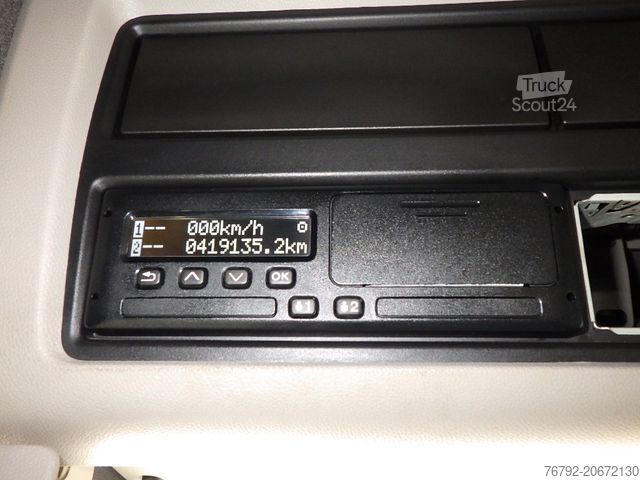 Truck
Scout24
1-- 000km/h
2-- 0419135.2km
OK
1 2
76792-20672130